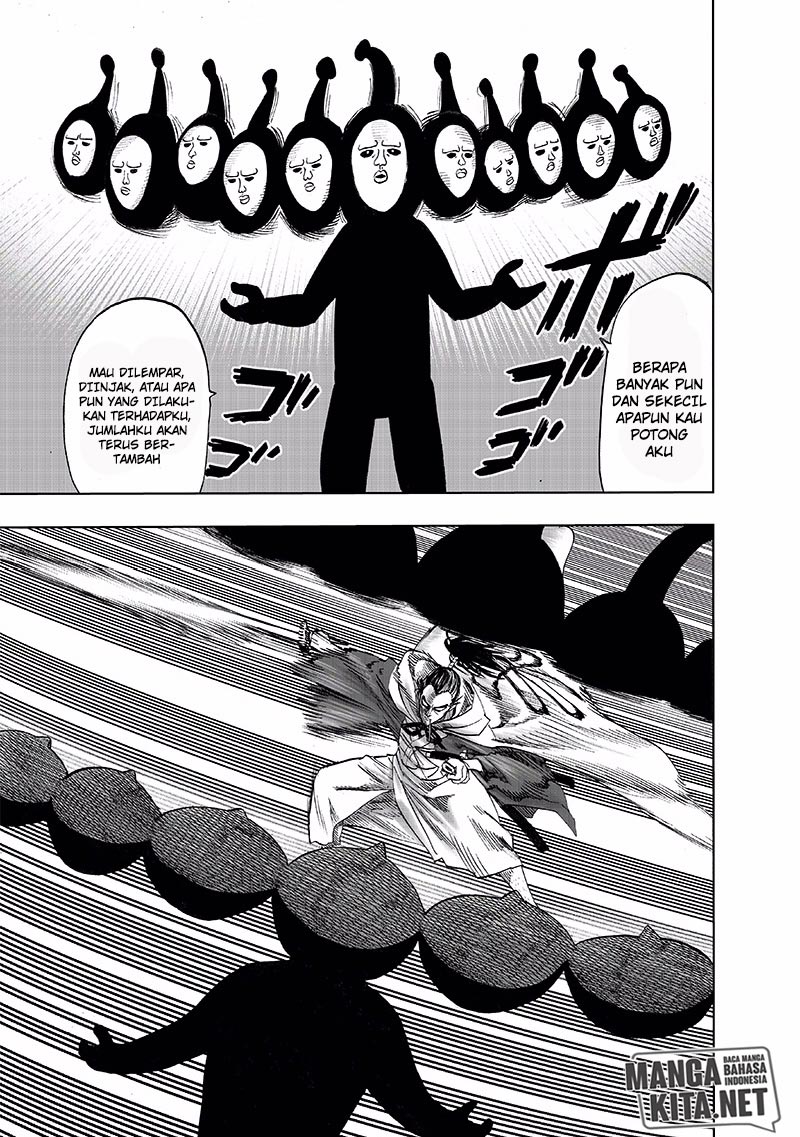 BERAPA
BANYAK PUN
DAN SEKECIL
APAPUN KAU
POTONG
AKU
ボ
ゴ
ゴ
ゴ
ゴ
MAU DILEMPAR,
DIINJAK, ATAU APA
PUN YANG DILAKU-
KAN TERHADAPKU,
JUMLAHKU AKAN
TERUS BER-
TAMBAH
MANGA
KITA.NET
BACA MANGA
BAHASA
INDONESIA